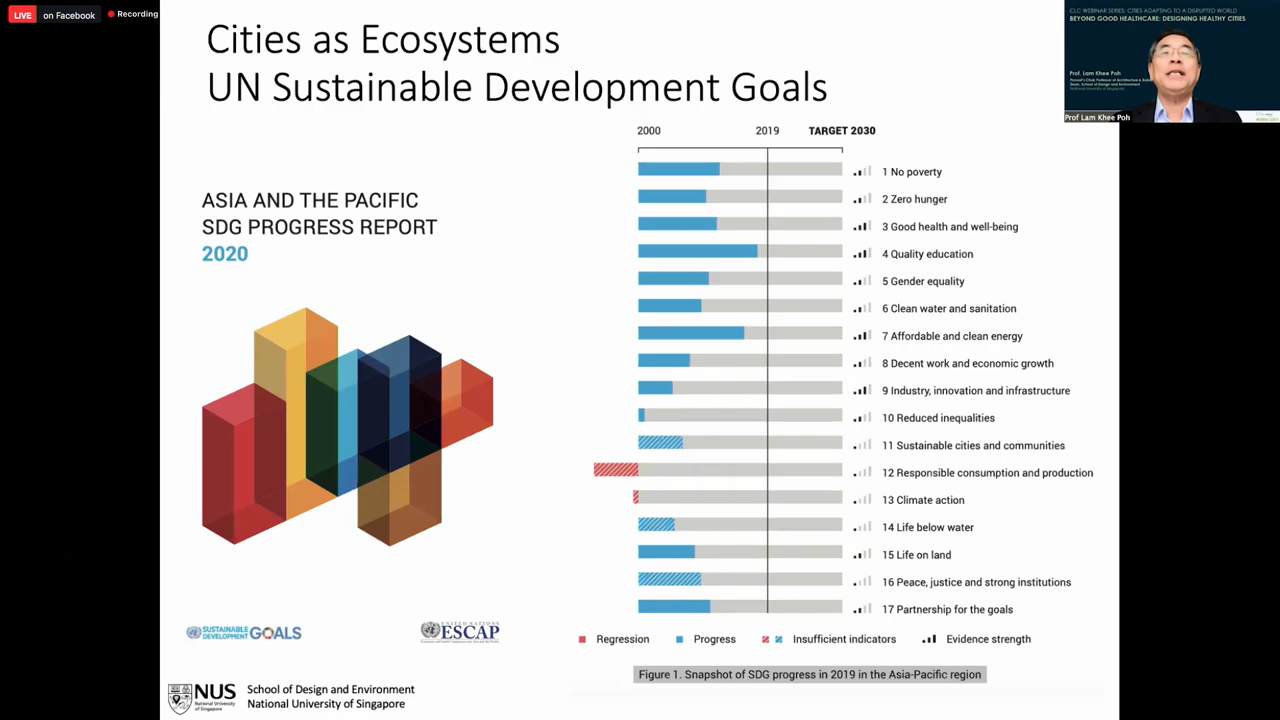 LIVE on Facebook Recording
Cities as Ecosystems
UN Sustainable Development Goals
CLC WEBINAR SERIES: CITIES ADAPTING TO A DISRUPTED WORLD
BEYOND GOOD HEALTHCARE: DESIGNING HEALTHY CITIES
Prof. Lam Khee Poh
Prof Lam Khee Poh
ASIA AND THE PACIFIC
SDG PROGRESS REPORT
2020
2000 2019 TARGET 2030
1 No poverty
2 Zero hunger
3 Good health and well-being
4 Quality education
5 Gender equality
6 Clean water and sanitation
7 Affordable and clean energy
8 Decent work and economic growth
9 Industry, innovation and infrastructure
10 Reduced inequalities
11 Sustainable cities and communities
12 Responsible consumption and production
13 Climate action
14 Life below water
15 Life on land
16 Peace, justice and strong institutions
17 Partnership for the goals
Regression Progress Insufficient indicators Evidence strength
Figure 1. Snapshot of SDG progress in 2019 in the Asia-Pacific region
SUSTAINABLE
DEVELOPMENT GOALS
UNITED NATIONS
ESCAP
NUS
National University
of Singapore
School of Design and Environment
National University of Singapore